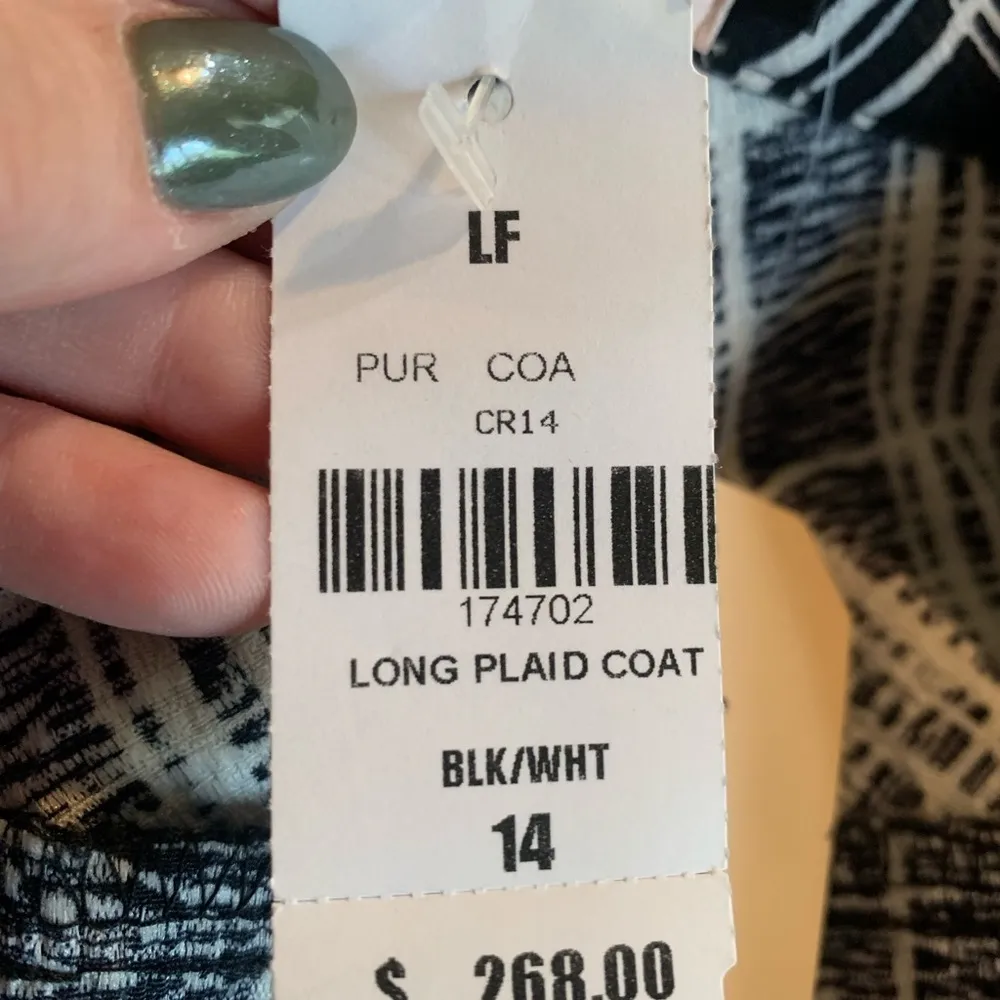 LF
PUR COA
CR14
174702
LONG PLAID COAT
BLK/WHT
14
$ 268.00